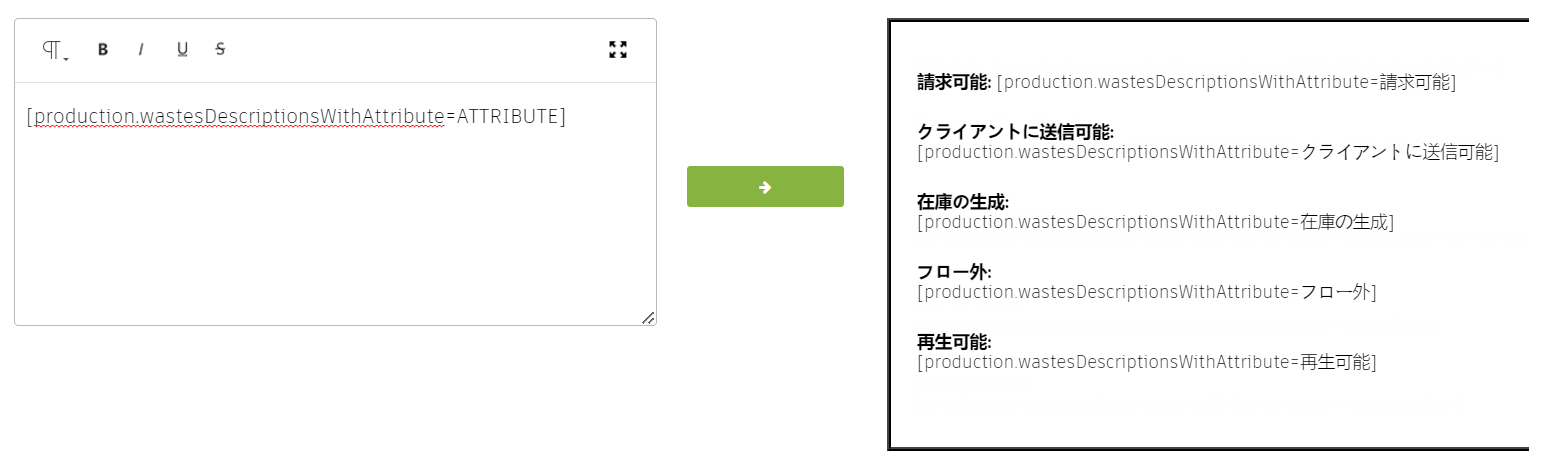 B I U S
[production.wastesDescriptionsWithAttribute=ATTRIBUTE]
請求可能: [production.wastesDescriptionsWithAttribute=請求可能]
クライアントに送信可能:
[production.wastesDescriptionsWithAttribute=クライアントに送信可能]
在庫の生成:
[production.wastesDescriptionsWithAttribute=在庫の生成]
フロー外:
[production.wastesDescriptionsWithAttribute=フロー外]
再生可能:
[production.wastesDescriptionsWithAttribute=再生可能]